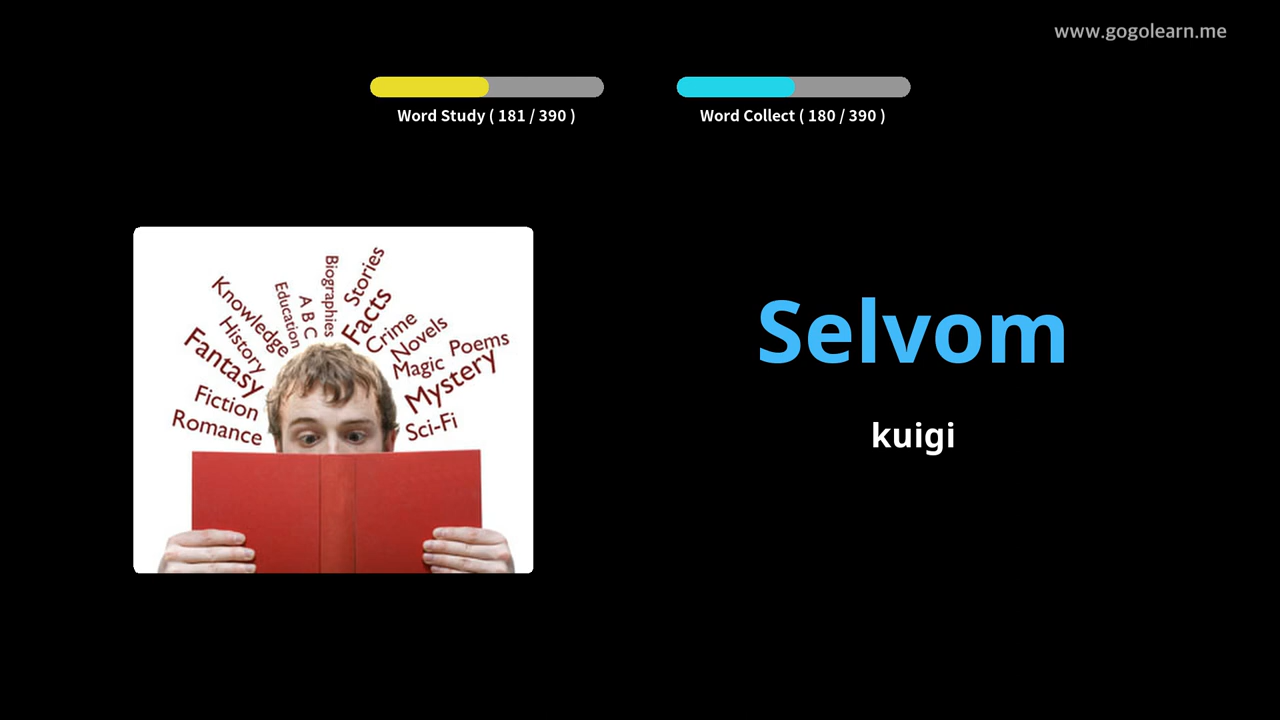 www.gogolearn.me
Word Study ( 181 / 390 )
Word Collect ( 180 / 390 )
Romance
Fiction
Fantasy
History
Knowledge
Education
A B C
Biographies
Stories
Facts
Crime
Novels
Magic
Poems
Mystery
Sci-Fi
Selvom
kuigi